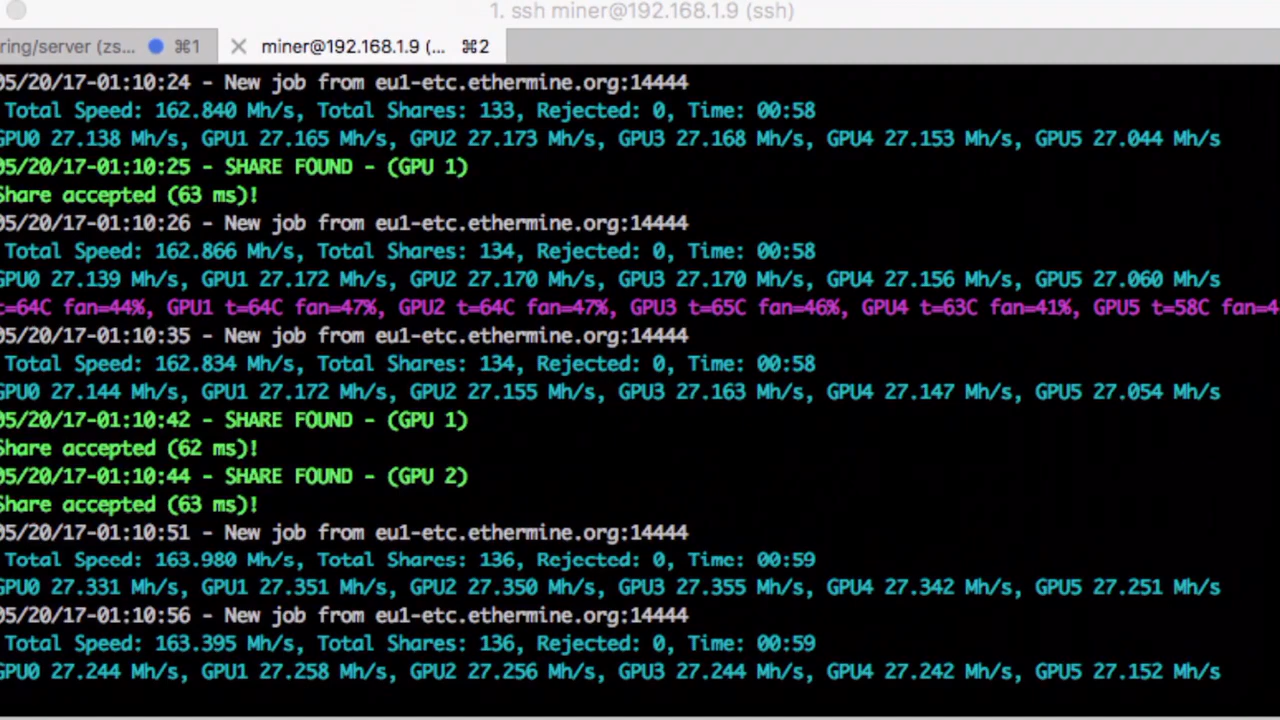 1. ssh miner@192.168.1.9 (ssh)
ring/server (zs... ⌘1 miner@192.168.1.9 (... ⌘2
05/20/17-01:10:24 - New job from eu1-etc.ethermine.org:14444
Total Speed: 162.840 Mh/s, Total Shares: 133, Rejected: 0, Time: 00:58
GPU0 27.138 Mh/s, GPU1 27.165 Mh/s, GPU2 27.173 Mh/s, GPU3 27.168 Mh/s, GPU4 27.153 Mh/s, GPU5 27.044 Mh/s
05/20/17-01:10:25 - SHARE FOUND - (GPU 1)
Share accepted (63 ms)!
05/20/17-01:10:26 - New job from eu1-etc.ethermine.org:14444
Total Speed: 162.866 Mh/s, Total Shares: 134, Rejected: 0, Time: 00:58
GPU0 27.139 Mh/s, GPU1 27.172 Mh/s, GPU2 27.170 Mh/s, GPU3 27.170 Mh/s, GPU4 27.156 Mh/s, GPU5 27.060 Mh/s
t=64C fan=44%, GPU1 t=64C fan=47%, GPU2 t=64C fan=47%, GPU3 t=65C fan=46%, GPU4 t=63C fan=41%, GPU5 t=58C fan=4
05/20/17-01:10:35 - New job from eu1-etc.ethermine.org:14444
Total Speed: 162.834 Mh/s, Total Shares: 134, Rejected: 0, Time: 00:58
GPU0 27.144 Mh/s, GPU1 27.172 Mh/s, GPU2 27.155 Mh/s, GPU3 27.163 Mh/s, GPU4 27.147 Mh/s, GPU5 27.054 Mh/s
05/20/17-01:10:42 - SHARE FOUND - (GPU 1)
Share accepted (62 ms)!
05/20/17-01:10:44 - SHARE FOUND - (GPU 2)
Share accepted (63 ms)!
05/20/17-01:10:51 - New job from eu1-etc.ethermine.org:14444
Total Speed: 163.980 Mh/s, Total Shares: 136, Rejected: 0, Time: 00:59
GPU0 27.331 Mh/s, GPU1 27.351 Mh/s, GPU2 27.350 Mh/s, GPU3 27.355 Mh/s, GPU4 27.342 Mh/s, GPU5 27.251 Mh/s
05/20/17-01:10:56 - New job from eu1-etc.ethermine.org:14444
Total Speed: 163.395 Mh/s, Total Shares: 136, Rejected: 0, Time: 00:59
GPU0 27.244 Mh/s, GPU1 27.258 Mh/s, GPU2 27.256 Mh/s, GPU3 27.244 Mh/s, GPU4 27.242 Mh/s, GPU5 27.152 Mh/s